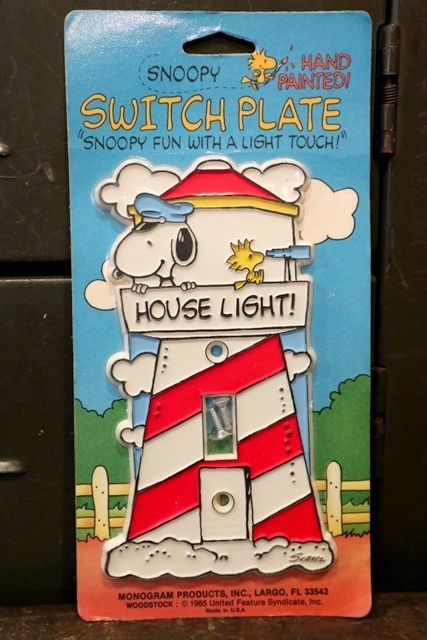 SNOOPY
HAND
PAINTED!
SWITCH PLATE
"SNOOPY FUN WITH A LIGHT TOUCH!"
HOUSE LIGHT!
Schulz
MONOGRAM PRODUCTS, INC., LARGO, FL 33543
WOODSTOCK : © 1965 United Feature Syndicate, Inc.
Made in U.S.A.